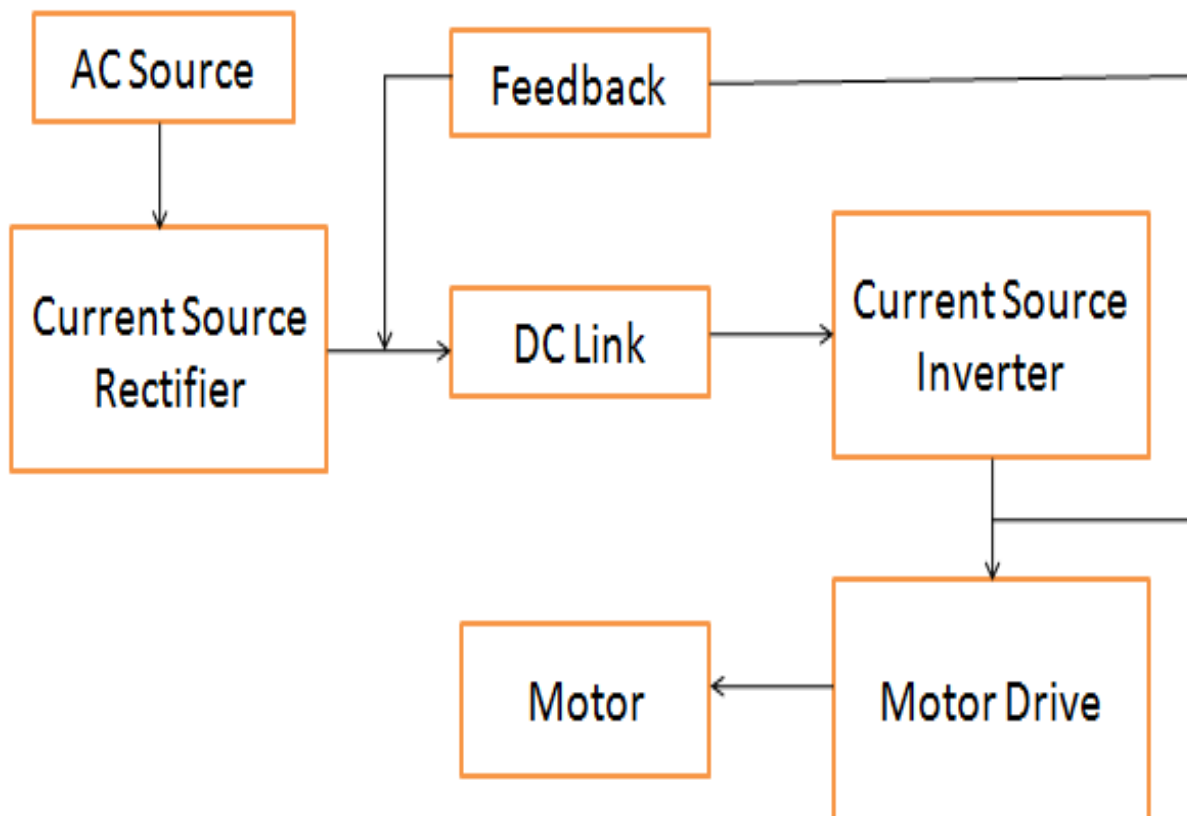 AC Source
Feedback
Current Source
Rectifier
DC Link
Current Source
Inverter
Motor
Motor Drive